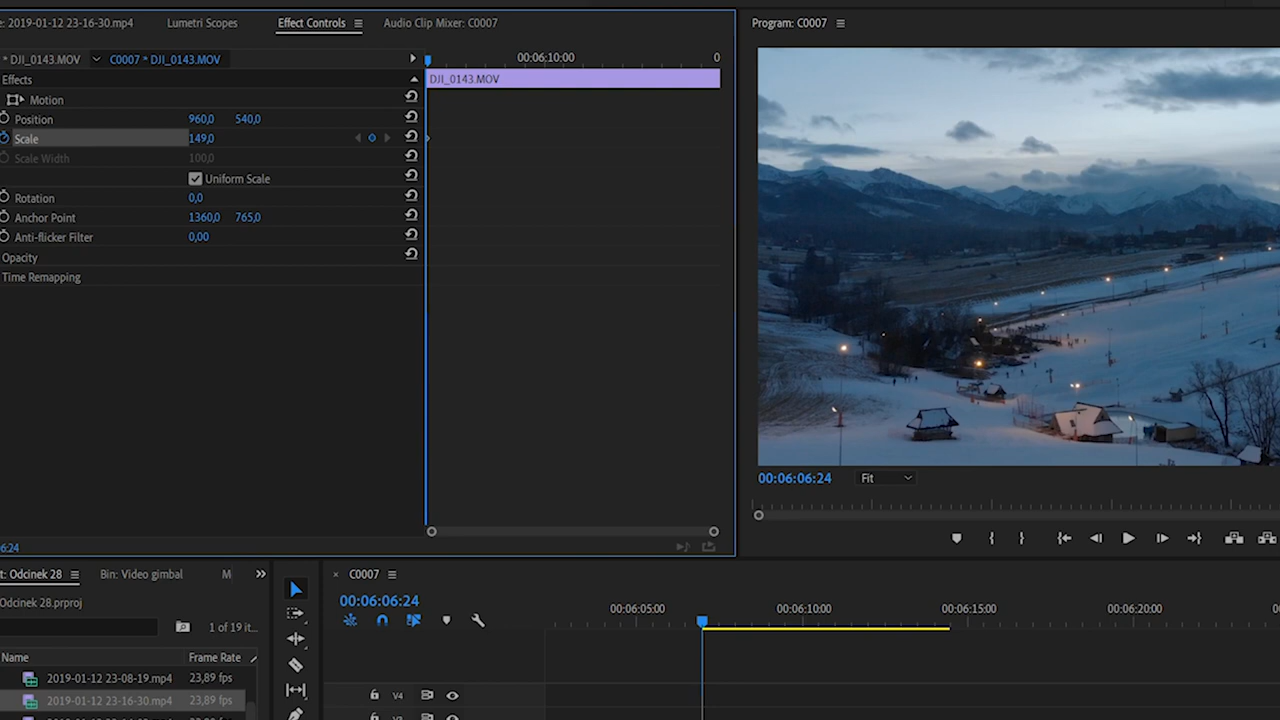 e: 2019-01-12 23-16-30.mp4 Lumetri Scopes Effect Controls Audio Clip Mixer: C0007 Program: C0007
* DJI_0143.MOV C0007 * DJI_0143.MOV 00:06:10:00 0
Effects DJI_0143.MOV
Motion
Position 960,0 540,0
Scale 149,0
Scale Width 100,0
Uniform Scale
Rotation 0,0
Anchor Point 1360,0 765,0
Anti-flicker Filter 0,00
Opacity
Time Remapping
00:06:06:24 Fit
6:24
t: Odcinek 28 Bin: Video gimbal M C0007
Odcinek 28.prproj 00:06:06:24
00:06:05:00 00:06:10:00 00:06:15:00 00:06:20:00
1 of 19 it...
Name Frame Rate
2019-01-12 23-08-19.mp4 23,89 fps
2019-01-12 23-16-30.mp4 23,89 fps V4